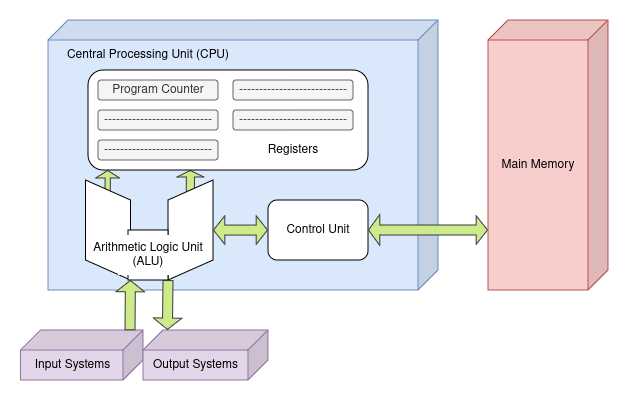 Central Processing Unit (CPU)
Program Counter
--------------------------
--------------------------
--------------------------
--------------------------
Registers
Main Memory
Arithmetic Logic Unit
(ALU)
Control Unit
Input Systems
Output Systems